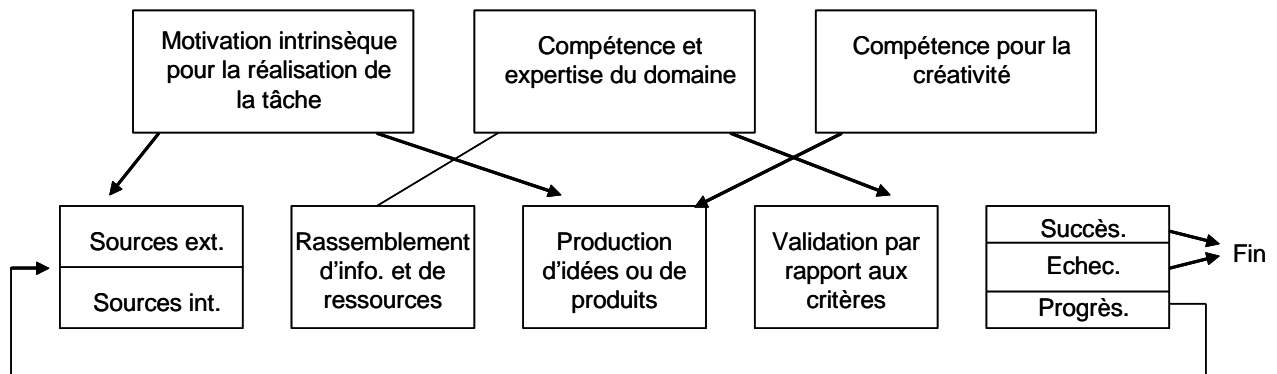 Motivation intrinsèque
pour la réalisation de
la tâche
Compétence et
expertise du domaine
Compétence pour la
créativité
Sources ext.
Sources int.
Rassemblement
d'info. et de
ressources
Production
d'idées ou de
produits
Validation par
rapport aux
critères
Succès.
Echec.
Progrès.
Fin